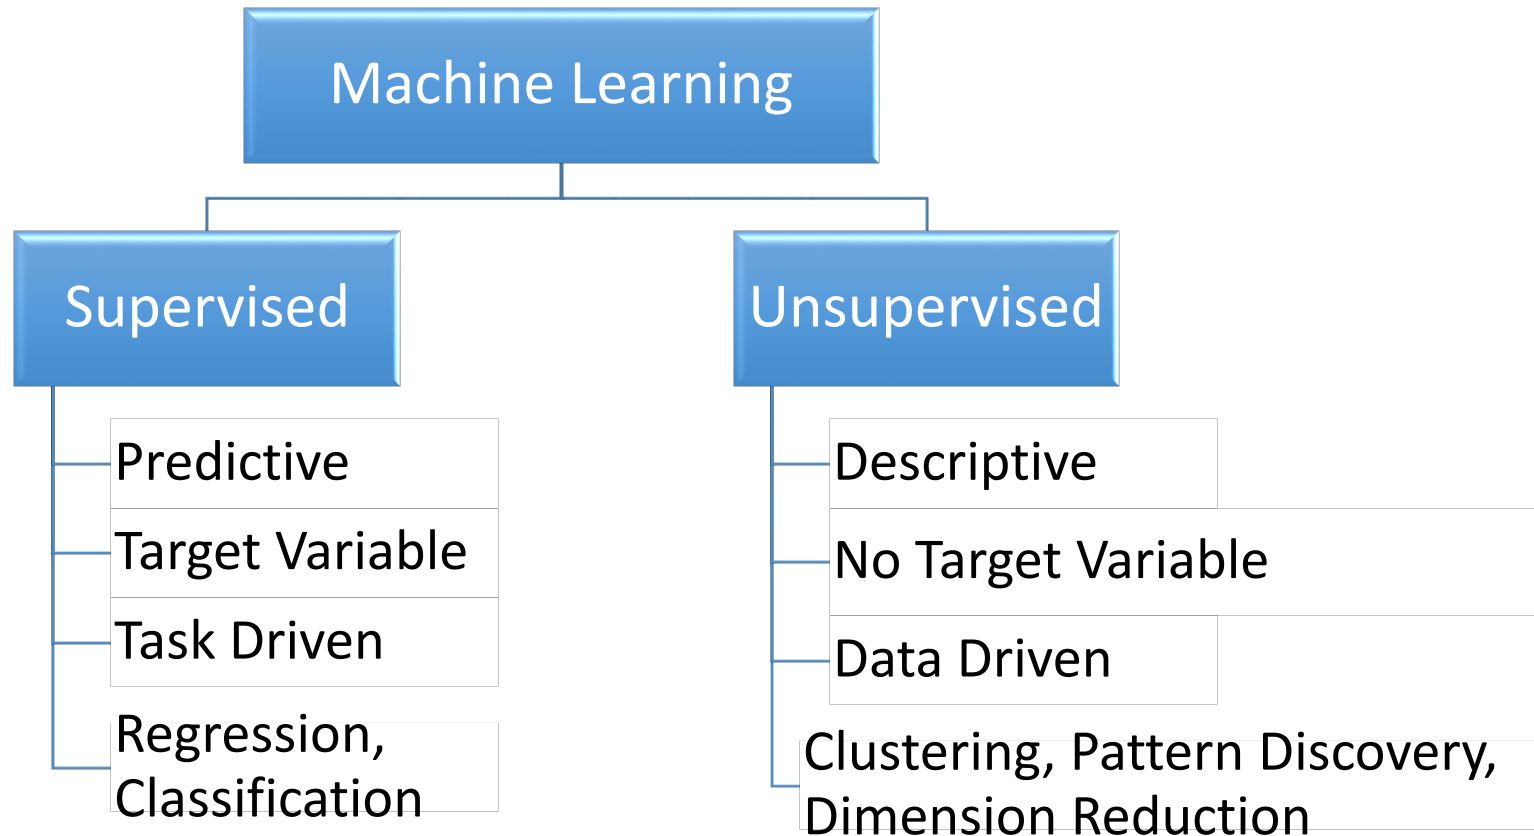 Machine Learning
Supervised
Predictive
Target Variable
Task Driven
Regression,
Classification
Unsupervised
Descriptive
No Target Variable
Data Driven
Clustering, Pattern Discovery,
Dimension Reduction